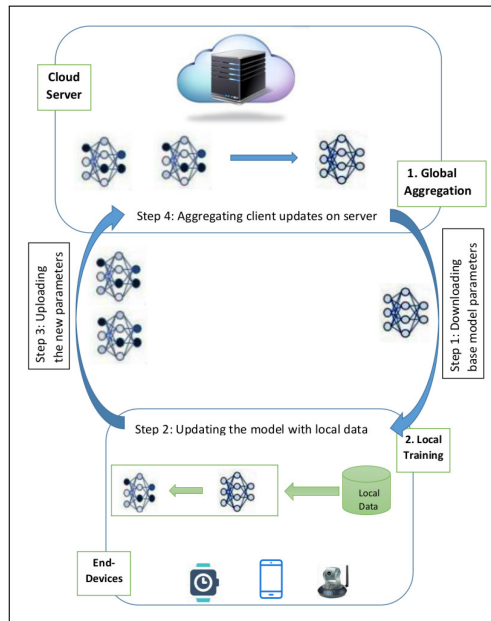 Cloud
Server
1. Global
Aggregation
Step 4: Aggregating client updates on server
Step 3: Uploading
the new parameters
Step 1: Downloading
base model parameters
Step 2: Updating the model with local data
2. Local
Training
Local
Data
End-
Devices